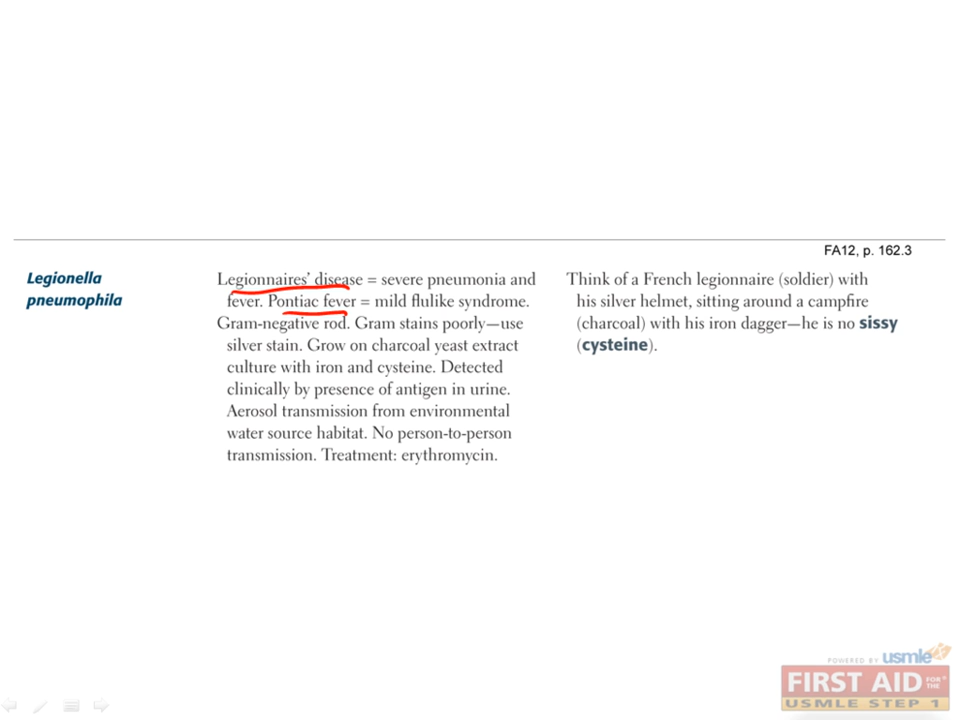 FA12, p. 162.3
Legionella
pneumophila
Legionnaires' disease = severe pneumonia and
fever. Pontiac fever = mild flulike syndrome.
Gram-negative rod. Gram stains poorly—use
silver stain. Grow on charcoal yeast extract
culture with iron and cysteine. Detected
clinically by presence of antigen in urine.
Aerosol transmission from environmental
water source habitat. No person-to-person
transmission. Treatment: erythromycin.
Think of a French legionnaire (soldier) with
his silver helmet, sitting around a campfire
(charcoal) with his iron dagger—he is no sissy
(cysteine).
POWERED BY usmle
FIRST AID FOR THE
USMLE STEP 1